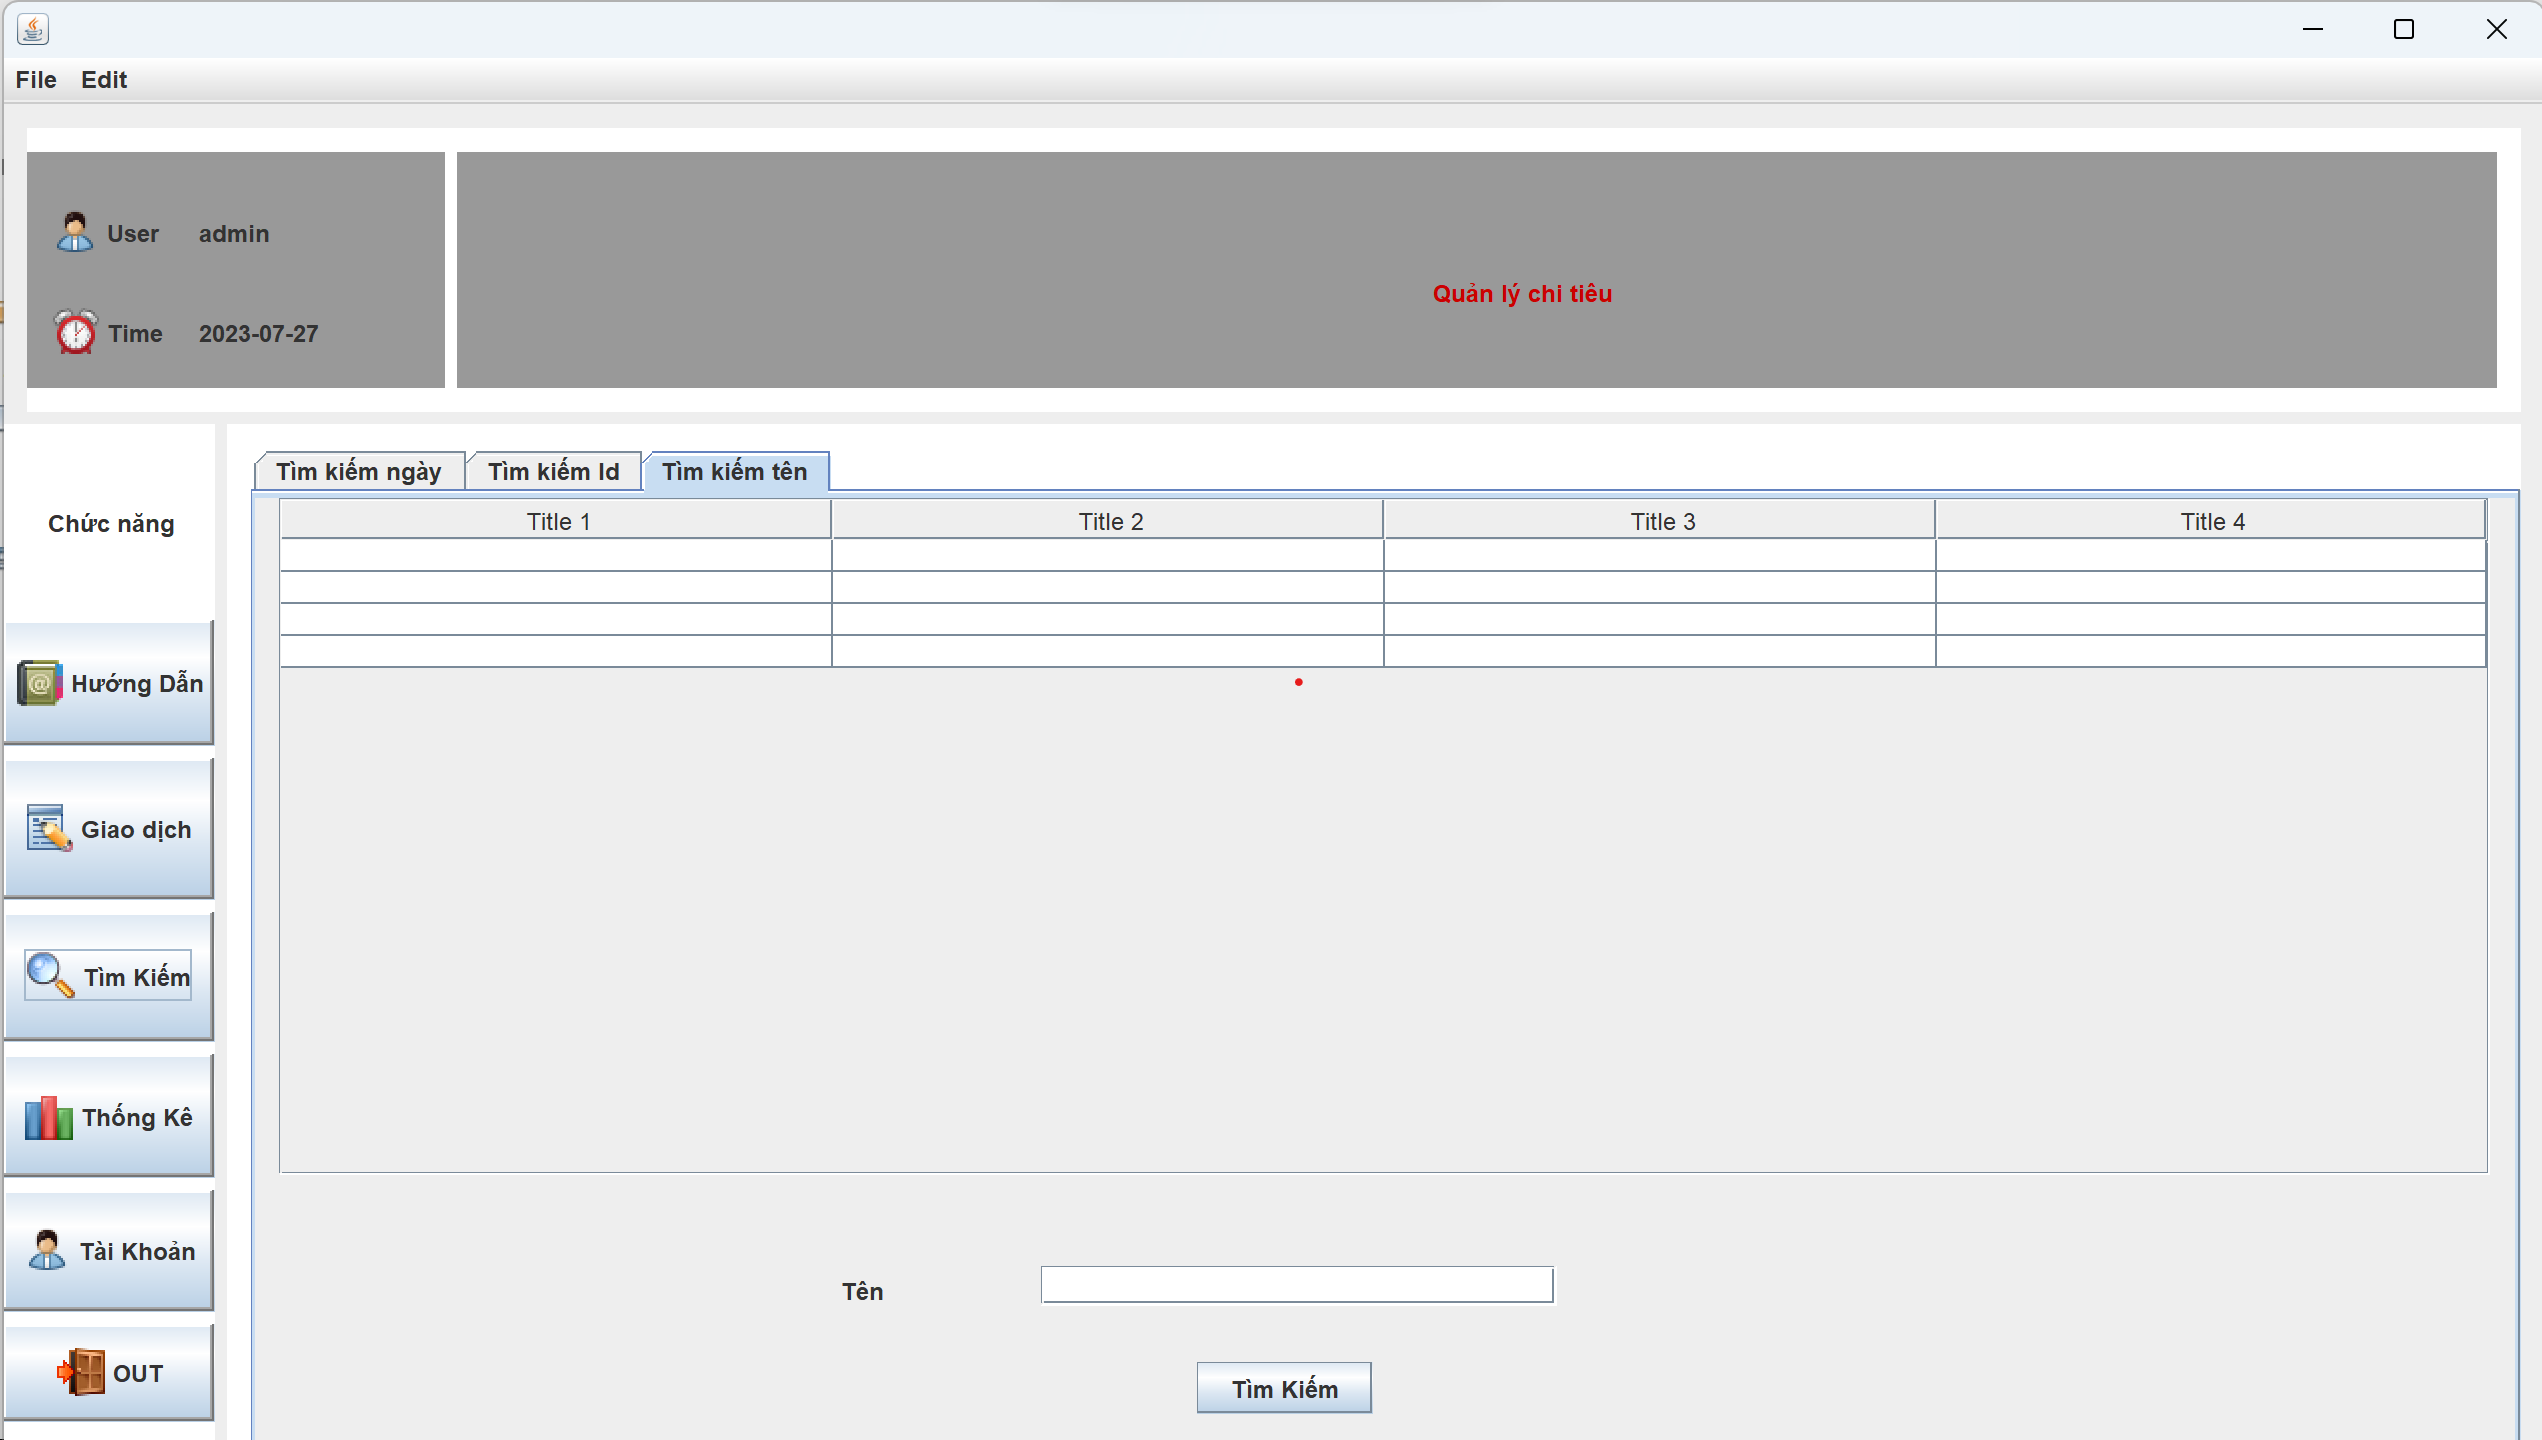 File Edit
User admin
Time 2023-07-27
Quản lý chi tiêu
Chức năng
Hướng Dẫn
Giao dịch
Tìm Kiếm
Thống Kê
Tài Khoản
OUT
Tìm kiếm ngày Tìm kiếm Id Tìm kiếm tên
Title 1 Title 2 Title 3 Title 4
Tên
Tìm Kiếm